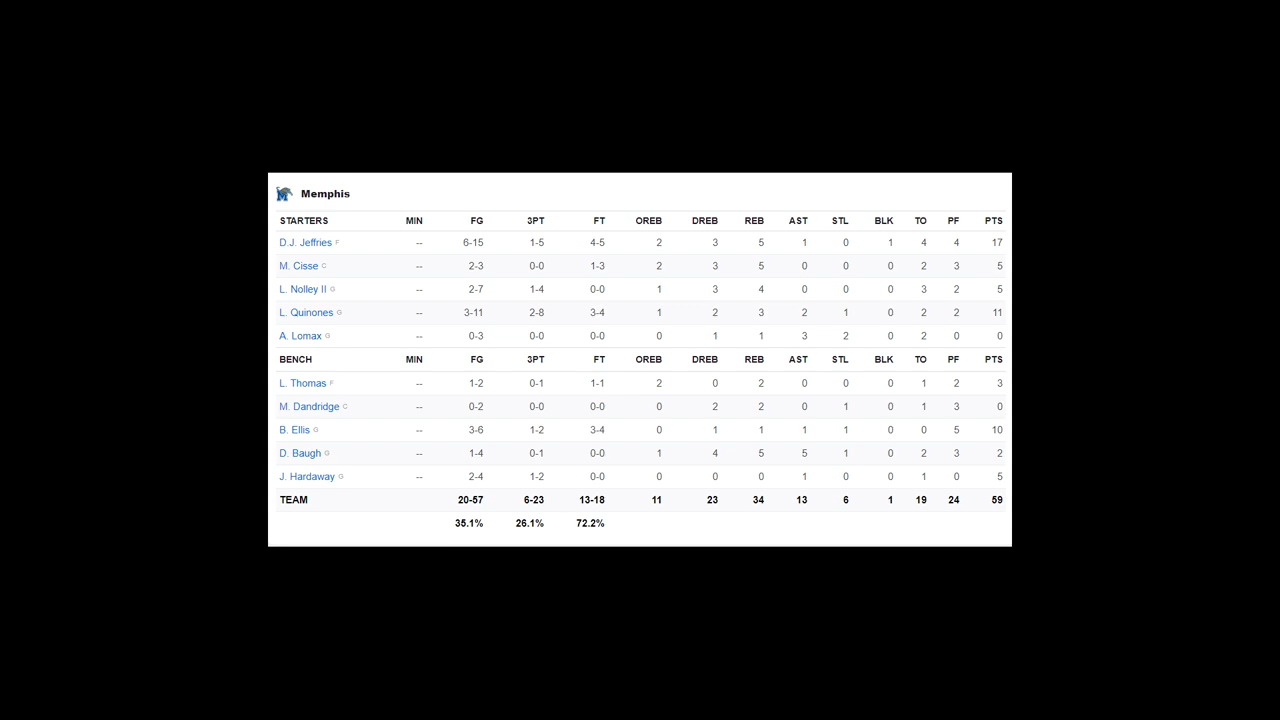 Memphis
STARTERS MIN FG 3PT FT OREB DREB REB AST STL BLK TO PF PTS
D.J. Jeffries F -- 6-15 1-5 4-5 2 3 5 1 0 1 4 4 17
M. Cisse C -- 2-3 0-0 1-3 2 3 5 0 0 0 2 3 5
L. Nolley II G -- 2-7 1-4 0-0 1 3 4 0 0 0 3 2 5
L. Quinones G -- 3-11 2-8 3-4 1 2 3 2 1 0 2 2 11
A. Lomax G -- 0-3 0-0 0-0 0 1 1 3 2 0 2 0 0
BENCH MIN FG 3PT FT OREB DREB REB AST STL BLK TO PF PTS
L. Thomas F -- 1-2 0-1 1-1 2 0 2 0 0 0 1 2 3
M. Dandridge C -- 0-2 0-0 0-0 0 2 2 0 1 0 1 3 0
B. Ellis G -- 3-6 1-2 3-4 0 1 1 1 1 0 0 5 10
D. Baugh G -- 1-4 0-1 0-0 1 4 5 5 1 0 2 3 2
J. Hardaway G -- 2-4 1-2 0-0 0 0 0 1 0 0 1 0 5
TEAM 20-57 6-23 13-18 11 23 34 13 6 1 19 24 59
35.1% 26.1% 72.2%